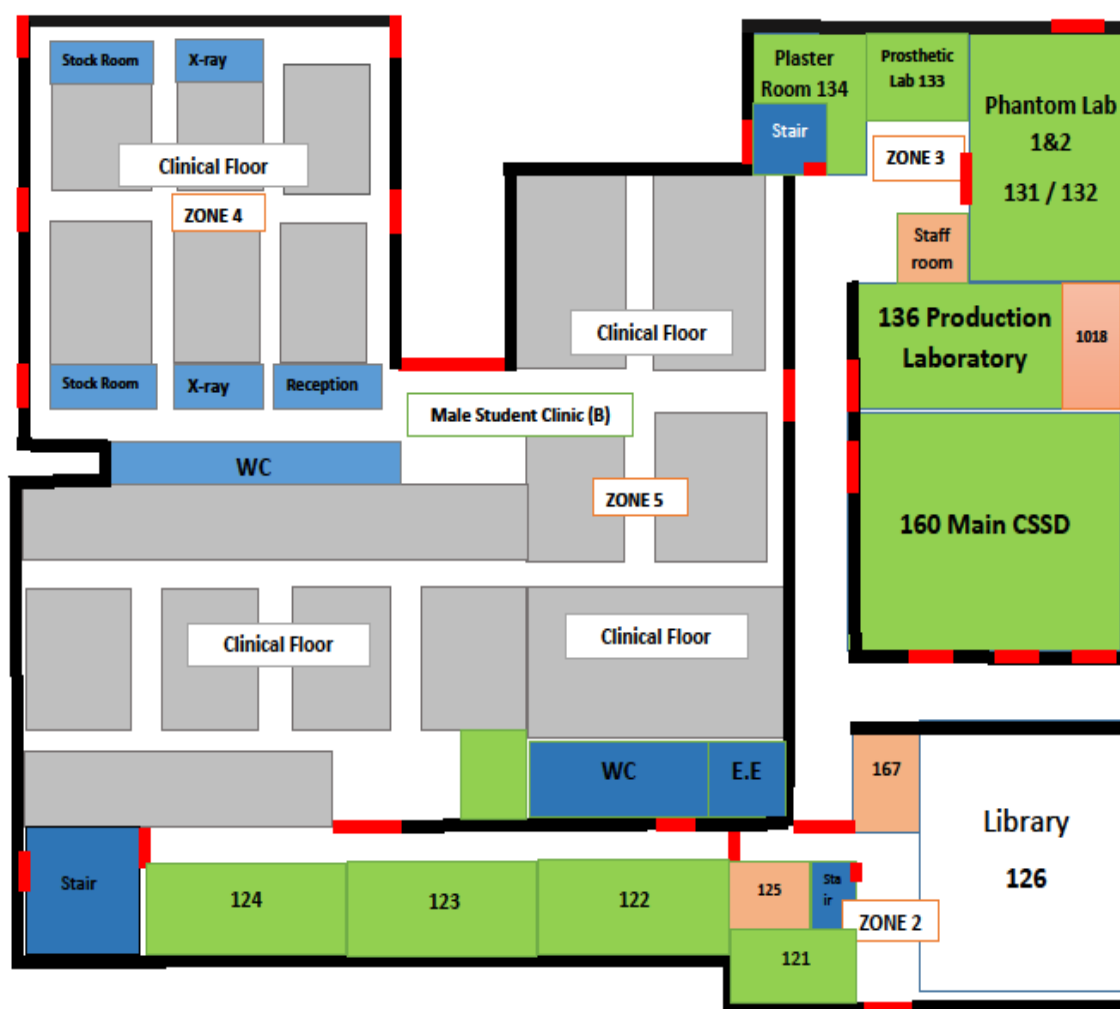 Stock Room
X-ray
Clinical Floor
ZONE 4
Stock Room
X-ray
Reception
WC
Plaster
Room 134
Stair
Prosthetic
Lab 133
Phantom Lab
1&2
131 / 132
ZONE 3
Staff
room
136 Production
Laboratory
1018
160 Main CSSD
Clinical Floor
Male Student Clinic (B)
ZONE 5
Clinical Floor
Clinical Floor
WC
E.E
167
Library
126
Stair
124
123
122
125
Sta
ir
ZONE 2
121